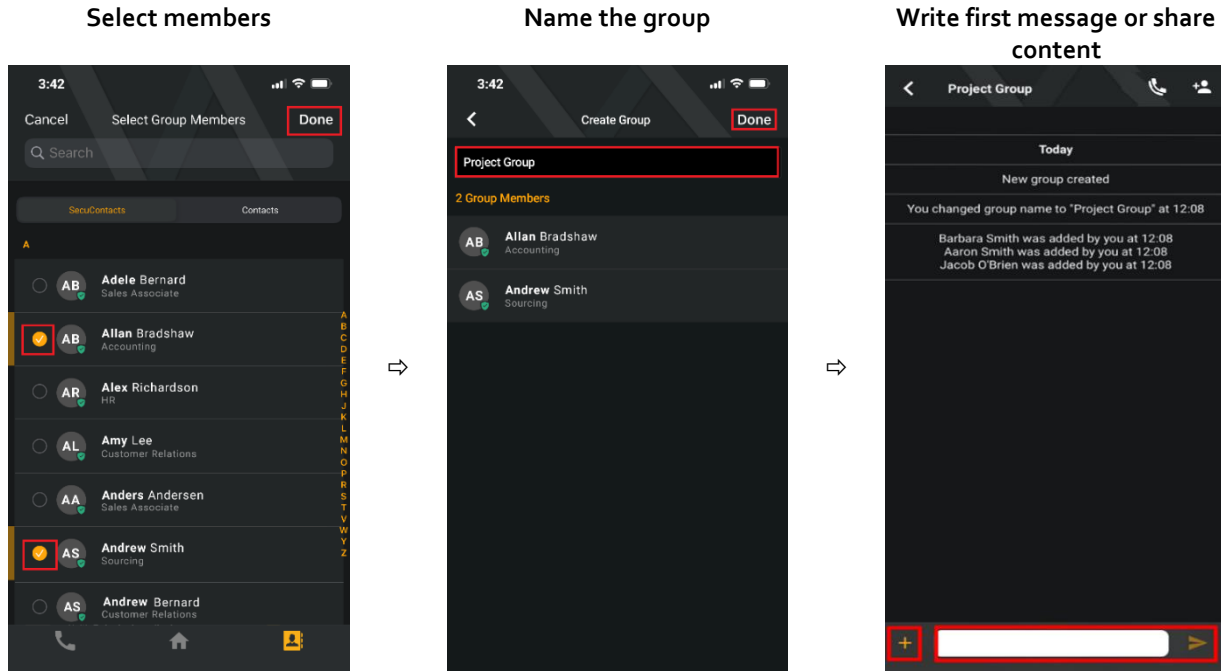 Select members
3:42
Cancel Select Group Members Done
Search
SecuContacts Contacts
A
AB Adele Bernard
Sales Associate
AB Allan Bradshaw
Accounting
AR Alex Richardson
HR
AL Amy Lee
Customer Relations
AA Anders Andersen
Sales Associate
AS Andrew Smith
Sourcing
AS Andrew Bernard
Customer Relations
A
B
C
D
E
F
G
H
J
K
L
M
N
O
P
R
S
T
V
W
Y
Z
⇨
Name the group
3:42
Create Group Done
Project Group
2 Group Members
AB Allan Bradshaw
Accounting
AS Andrew Smith
Sourcing
⇨
Write first message or share
content
Project Group
Today
New group created
You changed group name to "Project Group" at 12:08
Barbara Smith was added by you at 12:08
Aaron Smith was added by you at 12:08
Jacob O'Brien was added by you at 12:08
+